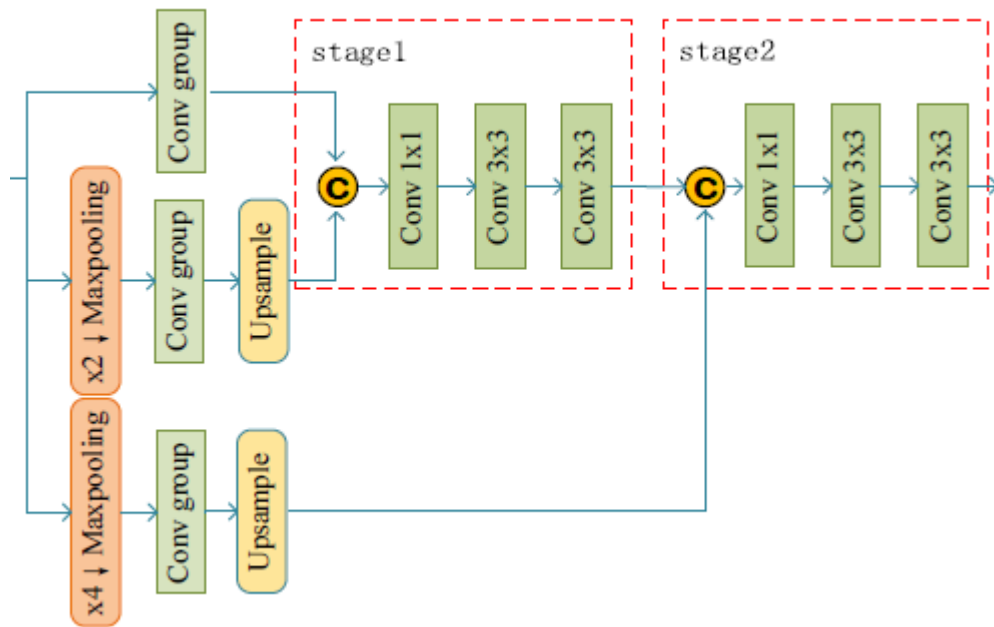 Conv group
stage1
C
Conv 1x1
Conv 3x3
Conv 3x3
stage2
C
Conv 1x1
Conv 3x3
Conv 3x3
x2 ↓ Maxpooling
Conv group
Upsample
x4 ↓ Maxpooling
Conv group
Upsample